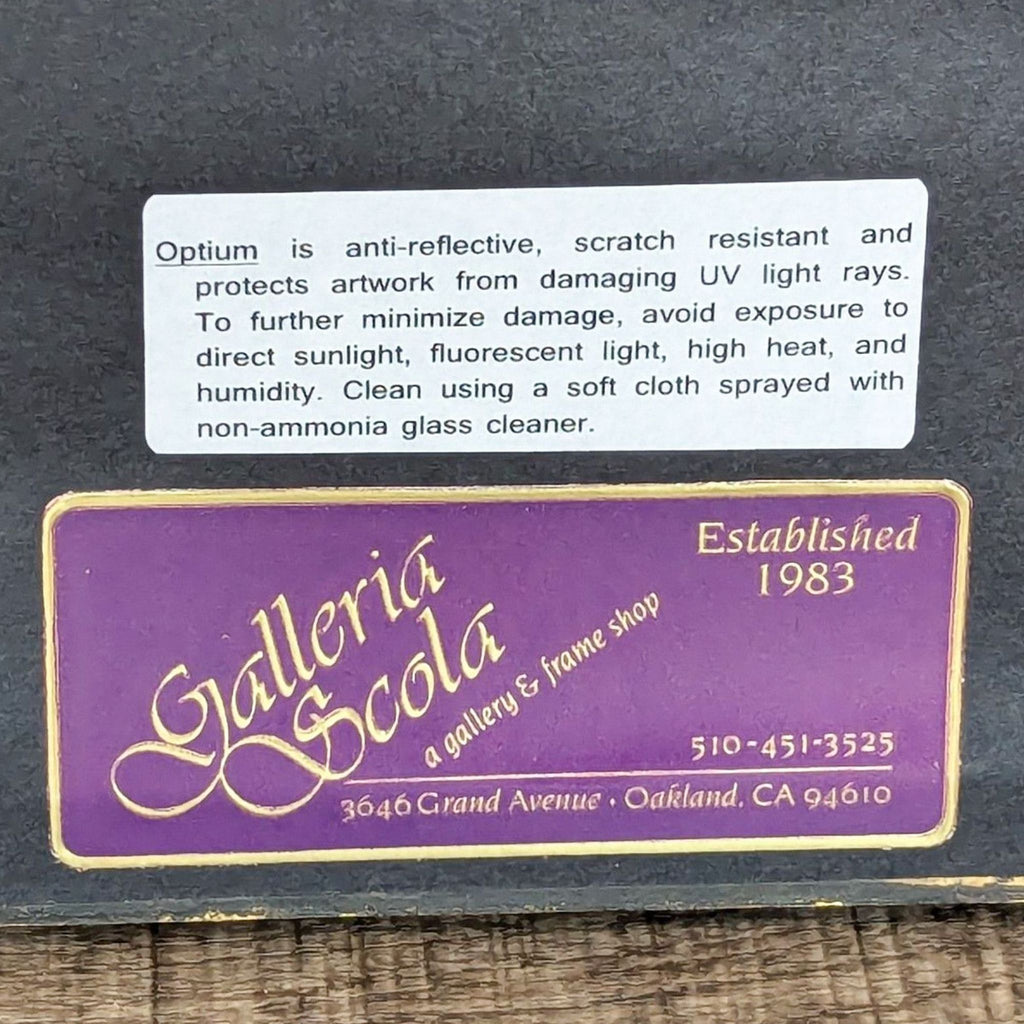 Optium is anti-reflective, scratch resistant and
protects artwork from damaging UV light rays.
To further minimize damage, avoid exposure to
direct sunlight, fluorescent light, high heat, and
humidity. Clean using a soft cloth sprayed with
non-ammonia glass cleaner.
Galleria
Scola
a gallery & frame shop
Established
1983
510-451-3525
3646 Grand Avenue • Oakland, CA 94610